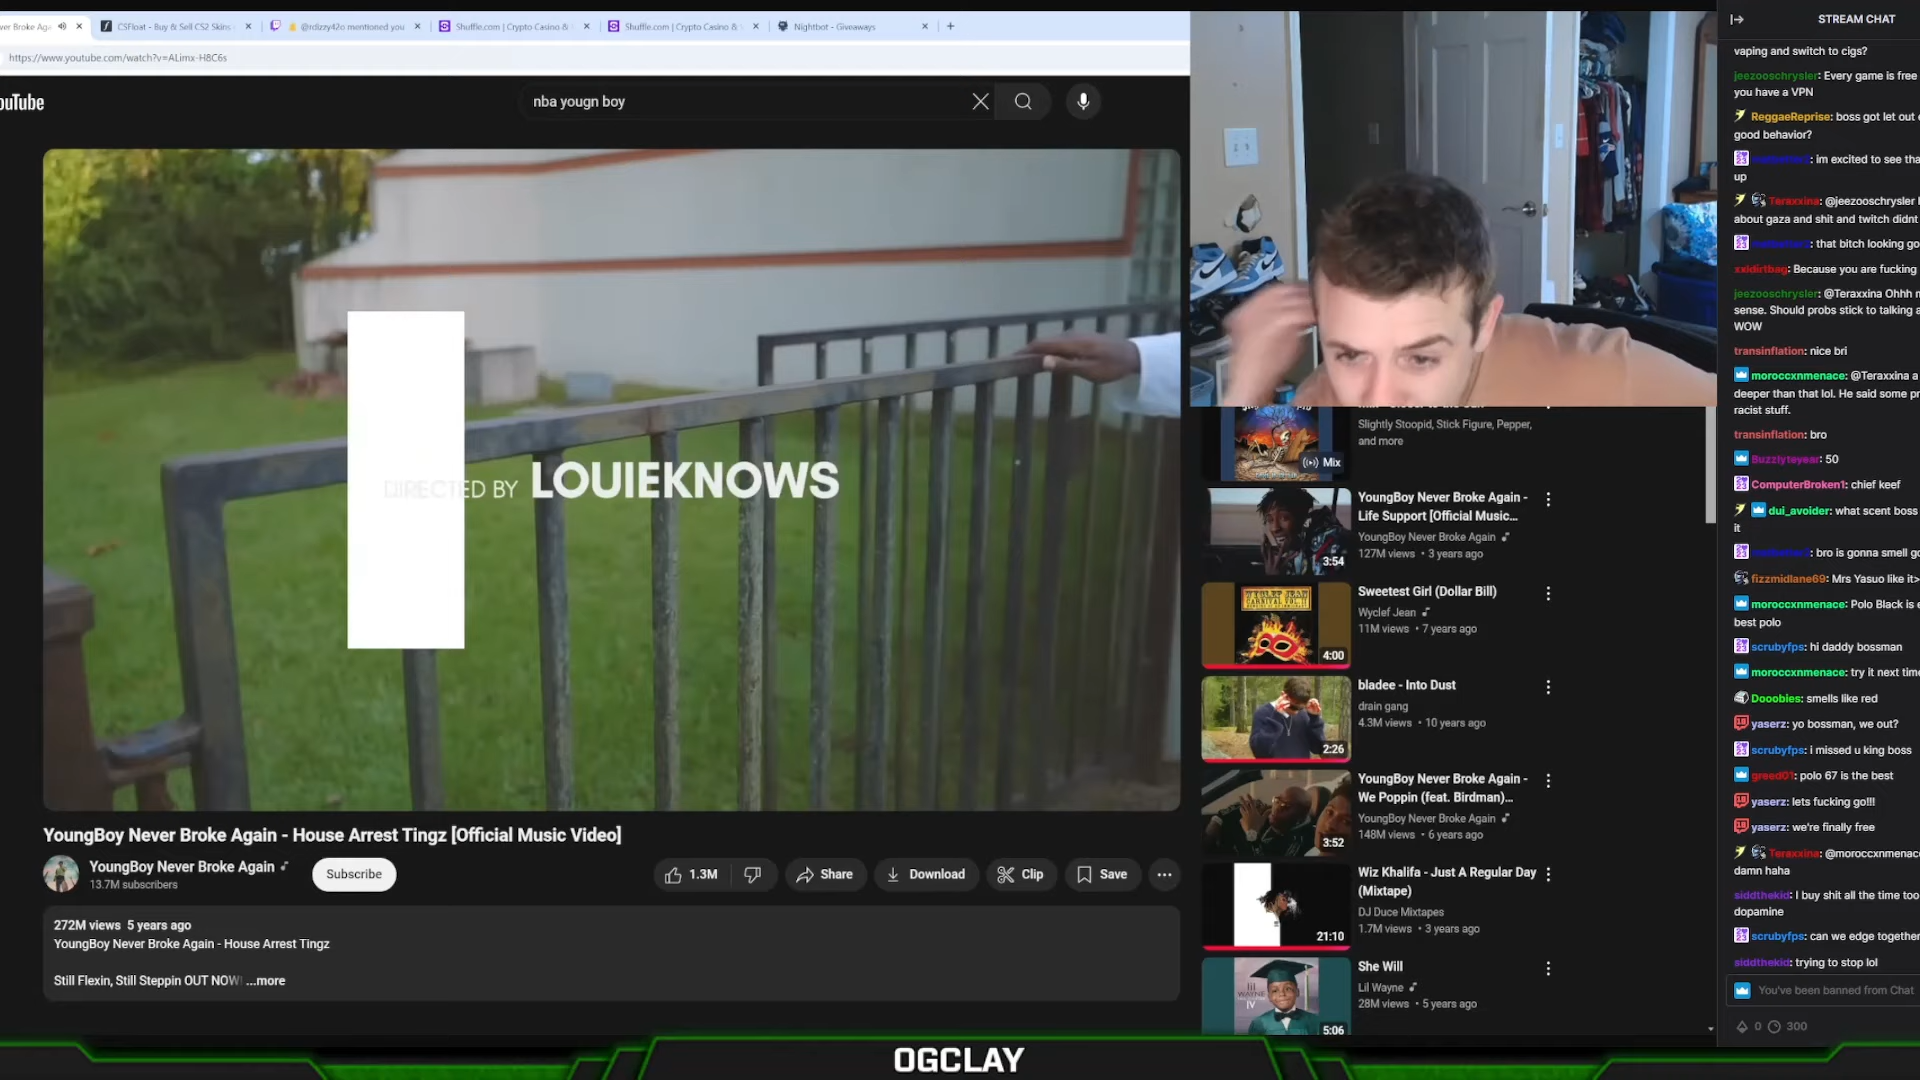 ver Broke Aga
CSFloat - Buy & Sell CS2 Skins
@rdizzy42o mentioned you
Shuffle.com | Crypto Casino &
Shuffle.com | Crypto Casino &
Nightbot - Giveaways
https://www.youtube.com/watch?v=ALimx-H8C6s
ouTube
nba yougn boy
DIRECTED BY LOUIEKNOWS
YoungBoy Never Broke Again - House Arrest Tingz [Official Music Video]
YoungBoy Never Broke Again
13.7M subscribers
Subscribe
1.3M
Share
Download
Clip
Save
272M views 5 years ago
YoungBoy Never Broke Again - House Arrest Tingz
Still Flexin, Still Steppin OUT NOW! ...more
Slightly Stoopid, Stick Figure, Pepper,
and more
Mix
YoungBoy Never Broke Again -
Life Support [Official Music...
YoungBoy Never Broke Again
127M views • 3 years ago
3:54
Sweetest Girl (Dollar Bill)
Wyclef Jean
11M views • 7 years ago
WYCLEF JEAN
CARNIVAL VOL. II
4:00
bladee - Into Dust
drain gang
4.3M views • 10 years ago
2:26
YoungBoy Never Broke Again -
We Poppin (feat. Birdman)...
YoungBoy Never Broke Again
148M views • 6 years ago
3:52
Wiz Khalifa - Just A Regular Day
(Mixtape)
DJ Duce Mixtapes
1.7M views • 3 years ago
21:10
She Will
Lil Wayne
28M views • 5 years ago
lil
WAYNE
IV
5:06
STREAM CHAT
vaping and switch to cigs?
jeezooschrysler: Every game is free
you have a VPN
ReggaeReprise: boss got let out
good behavior?
: im excited to see tha
up
Teraxxina: @jeezooschrysler
about gaza and shit and twitch didnt
: that bitch looking go
xxidirtbag: Because you are fucking
jeezooschrysler: @Teraxxina Ohhh
sense. Should probs stick to talking
WOW
transinflation: nice bri
moroccxnmenace: @Teraxxina a
deeper than that lol. He said some pr
racist stuff.
transinflation: bro
Buzzlyteyear: 50
ComputerBroken1: chief keef
dui_avoider: what scent boss
it
: bro is gonna smell go
fizzmidlane69: Mrs Yasuo like it>
moroccxnmenace: Polo Black is
best polo
scrubyfps: hi daddy bossman
moroccxnmenace: try it next time
Dooobies: smells like red
yaserz: yo bossman, we out?
scrubyfps: i missed u king boss
greed01: polo 67 is the best
yaserz: lets fucking go!!!
yaserz: we're finally free
Teraxxina: @moroccxnmenac
damn haha
siddthekid: I buy shit all the time too
dopamine
scrubyfps: can we edge together
siddthekid: trying to stop lol
You've been banned from Chat
0 300
OGCLAY